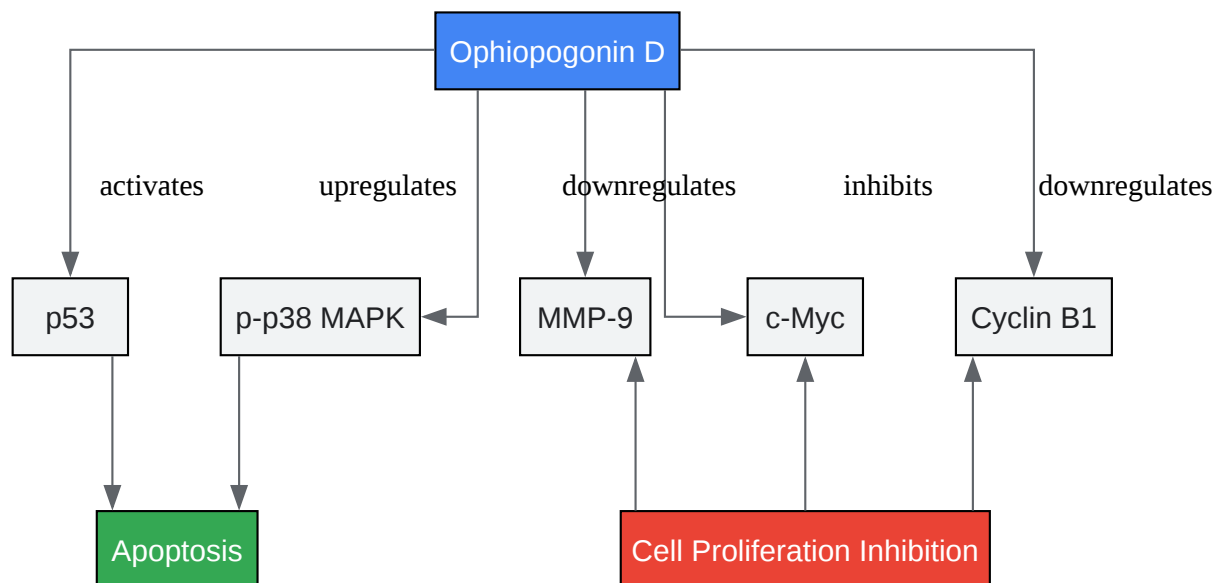 Ophiopogonin D
activates
upregulates
downregulates
inhibits
downregulates
p53
p-p38 MAPK
MMP-9
c-Myc
Cyclin B1
Apoptosis
Cell Proliferation Inhibition